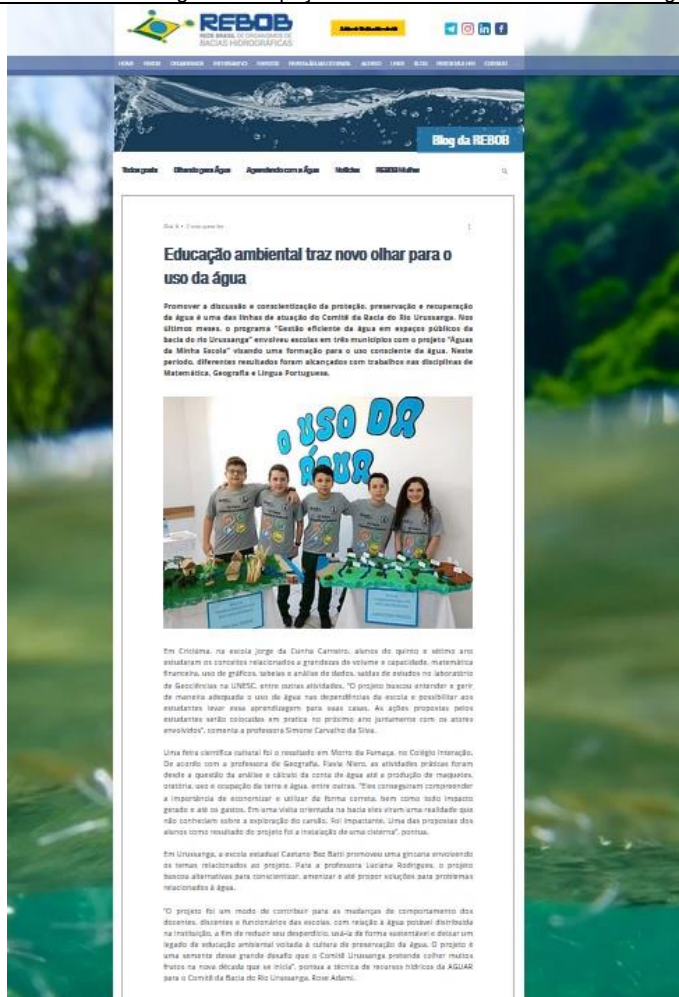 REBOB
REDE BRASIL DE ORGANISMOS DE
BACIAS HIDROGRÁFICAS
HOME
BLOG
CONTATO
Blog da REBOB
Todos posts Olhando para Água Aprendendo com a Água Notícias REBOB Mulher
Educação ambiental traz novo olhar para o
uso da água
Promover a discussão e conscientização da proteção, preservação e recuperação
da água é uma das linhas de atuação do Comitê da Bacia do Rio Urussanga. Nos
últimos meses, o programa "Gestão eficiente da água em espaços públicos da
bacia do rio Urussanga" envolveu escolas em três municípios com o projeto "Águas
da Minha Escola" visando uma formação para o uso consciente da água. Neste
período, diferentes resultados foram alcançados com trabalhos nas disciplinas de
Matemática, Geografia e Língua Portuguesa.
O USO DA
ÁGUA
Em Criciúma, na escola Jorge da Cunha Carneiro, alunos do quinto e sétimo ano
estudaram os conceitos relacionados a grandezas de volume e capacidade, matemática
financeira, uso de gráficos, tabelas e análise de dados, saídas de estudos no laboratório
de Geociências na UNESC, entre outras atividades. "O projeto buscou entender e gerir
de maneira adequada o uso da água nas dependências da escola e possibilitar aos
estudantes levar essa aprendizagem para suas casas. As ações propostas pelos
estudantes serão colocadas em pratica no próximo ano juntamente com os atores
envolvidos", comenta a professora Simone Carvalho da Silva.
Uma feira científica cultural foi o resultado em Morro da Fumaça, no Colégio Interação.
De acordo com a professora de Geografia, Flavia Niero, as atividades práticas foram
desde a questão da análise e cálculo da conta de água até a produção de maquetes,
oratória, uso e ocupação da terra e água, entre outras. "Eles conseguiram compreender
a importância de economizar e utilizar da forma correta, bem como todo impacto
gerado e até os gastos. Em uma visita orientada na bacia eles viram uma realidade que
não conheciam sobre a exploração do carvão. Foi impactante. Uma das propostas dos
alunos como resultado do projeto foi a instalação de uma cisterna", pontua.
Em Urussanga, a escola estadual Caetano Bez Batti promoveu uma gincana envolvendo
os temas relacionados ao projeto. Para a professora Luciana Rodrigues, o projeto
buscou alternativas para conscientizar, amenizar e até propor soluções para problemas
relacionados à água.
"O projeto foi um modo de contribuir para as mudanças de comportamento dos
docentes, discentes e funcionários das escolas, com relação à água potável distribuída
na instituição, a fim de reduzir seu desperdício, usá-la de forma sustentável e deixar um
legado de educação ambiental voltada à cultura de preservação da água. O projeto é
uma semente desse grande desafio que o Comitê Urussanga pretende colher muitos
frutos na nova década que se inicia", pontua a técnica de recursos hídricos da AGUAR
para o Comitê da Bacia do Rio Urussanga, Rose Adami.